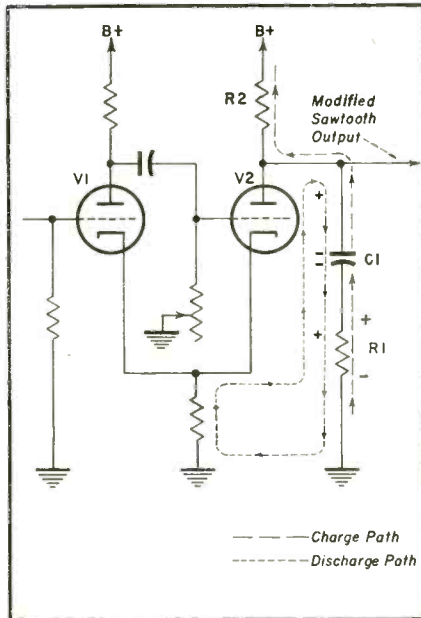 B+
B+
R2
Modified
Sawtooth
Output
V1
V2
+
C1
+
+
R1
-
Charge Path
Discharge Path